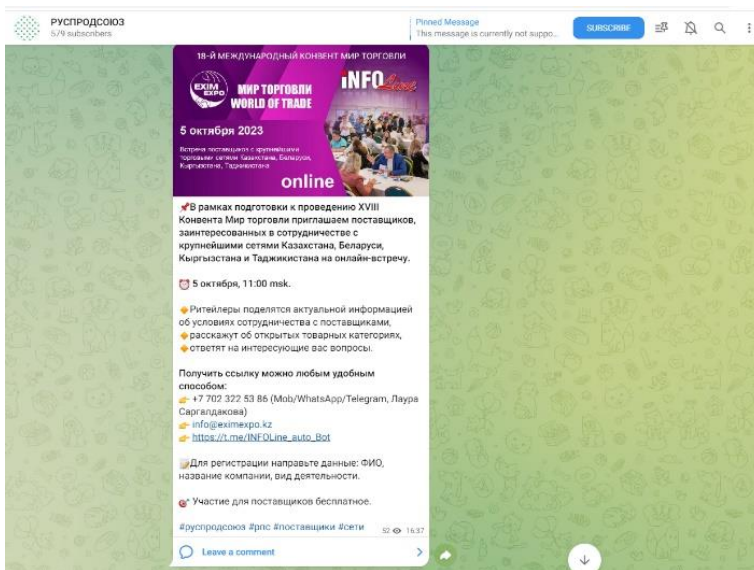 РУСПРОДСОЮЗ
579 subscribers
Pinned Message
This message is currently not suppo...
SUBSCRIBE
18-Й МЕЖДУНАРОДНЫЙ КОНВЕНТ МИР ТОРГОВЛИ
EXIM
EXPO
МИР ТОРГОВЛИ
WORLD OF TRADE
INFOLine
5 октября 2023
Встреча поставщиков с крупнейшими
торговыми сетями Казахстана, Беларуси,
Кыргызстана, Таджикистана
online
📌В рамках подготовки к проведению XVIII
Конвента Мир торговли приглашаем поставщиков,
заинтересованных в сотрудничестве с
крупнейшими сетями Казахстана, Беларуси,
Кыргызстана и Таджикистана на онлайн-встречу.
⏰ 5 октября, 11:00 msk.
🔸Ритейлеры поделятся актуальной информацией
об условиях сотрудничества с поставщиками,
🔸расскажут об открытых товарных категориях,
🔸ответят на интересующие вас вопросы.
Получить ссылку можно любым удобным
способом:
👉 +7 702 322 53 86 (Mob/WhatsApp/Telegram, Лаура
Саргалдакова)
👉 info@eximexpo.kz
👉 https://t.me/INFOLine_auto_Bot
📝Для регистрации направьте данные: ФИО,
название компании, вид деятельности.
🎯 Участие для поставщиков бесплатное.
#руспродсоюз #рпс #поставщики #сети 52 16:37
Leave a comment